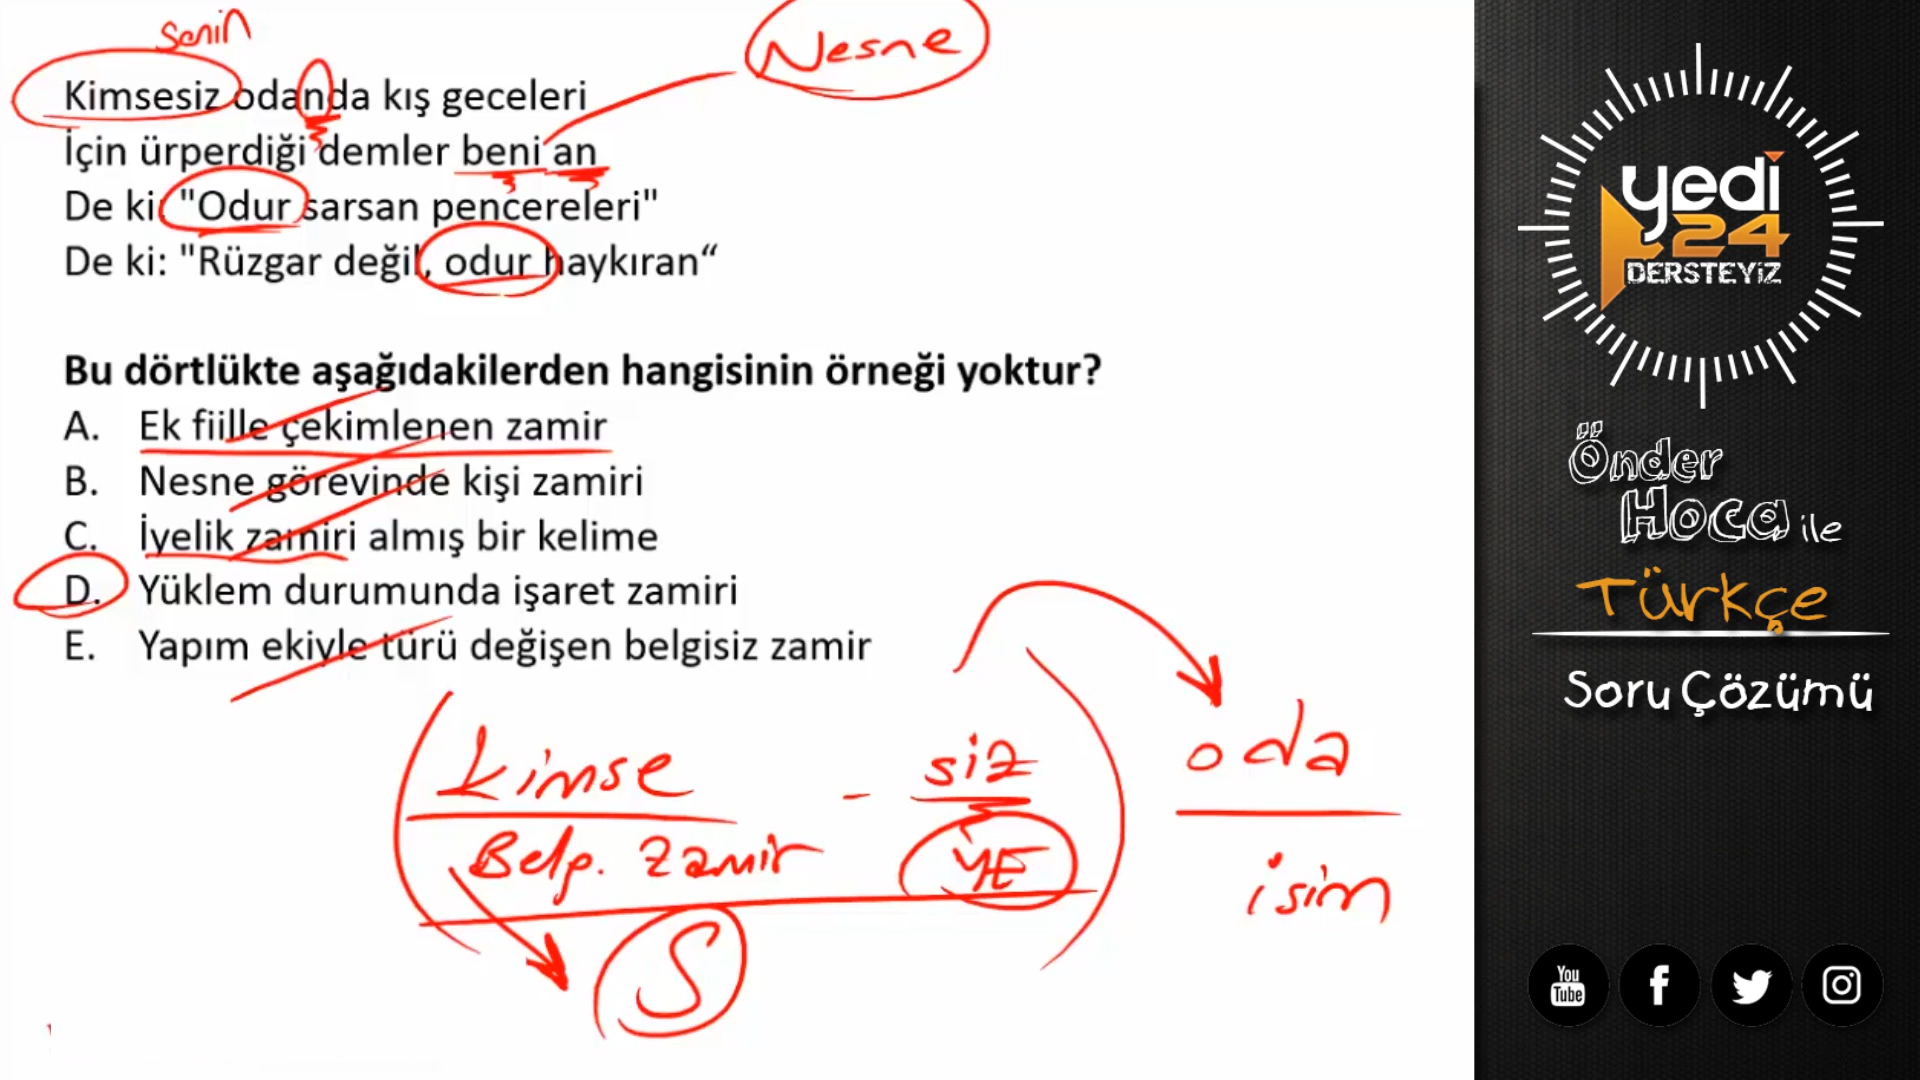 senin
Nesne
Kimsesiz odanda kış geceleri
İçin ürperdiği demler beni an
De ki: "Odur sarsan pencereleri"
De ki: "Rüzgar değil, odur haykıran“
Bu dörtlükte aşağıdakilerden hangisinin örneği yoktur?
A. Ek fiille çekimlenen zamir
B. Nesne görevinde kişi zamiri
C. İyelik zamiri almış bir kelime
D. Yüklem durumunda işaret zamiri
E. Yapım ekiyle türü değişen belgisiz zamir
kimse - siz oda
Belg. Zamir YE isim
S
yedi
24
DERSTEYİZ
Önder
Hoca ile
Türkçe
Soru Çözümü
You
Tube